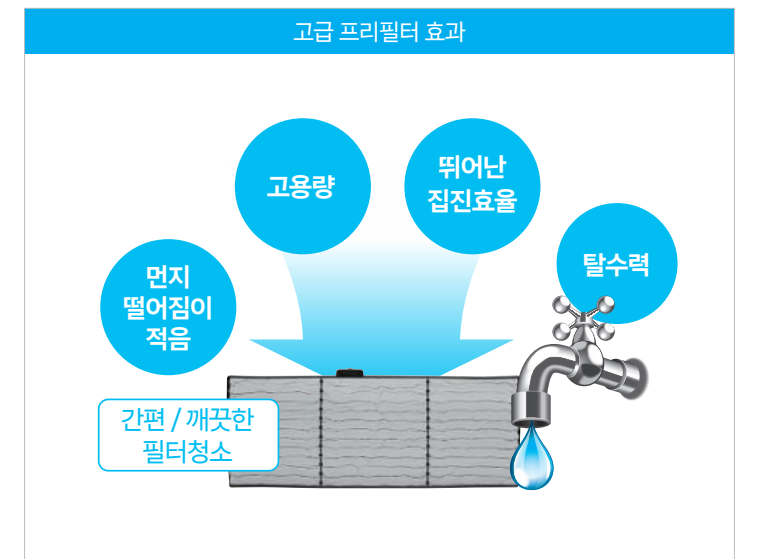 고급 프리필터 효과
고용량
뛰어난
집진효율
탈수력
먼지
떨어짐이
적음
간편 / 깨끗한
필터청소